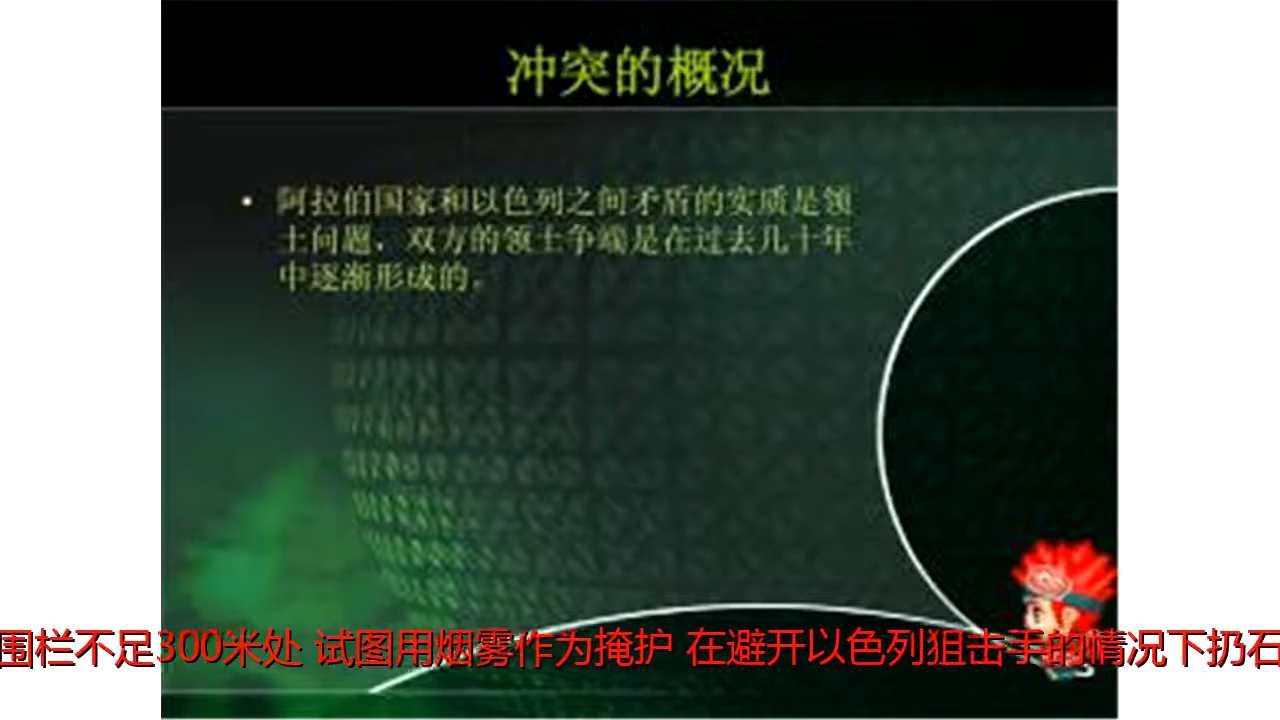 冲突的概况
• 阿拉伯国家和以色列之间矛盾的实质是领
土问题，双方的领土争端是在过去几十年
中逐渐形成的。
围栏不足300米处 试图用烟雾作为掩护 在避开以色列狙击手的情况下扔石